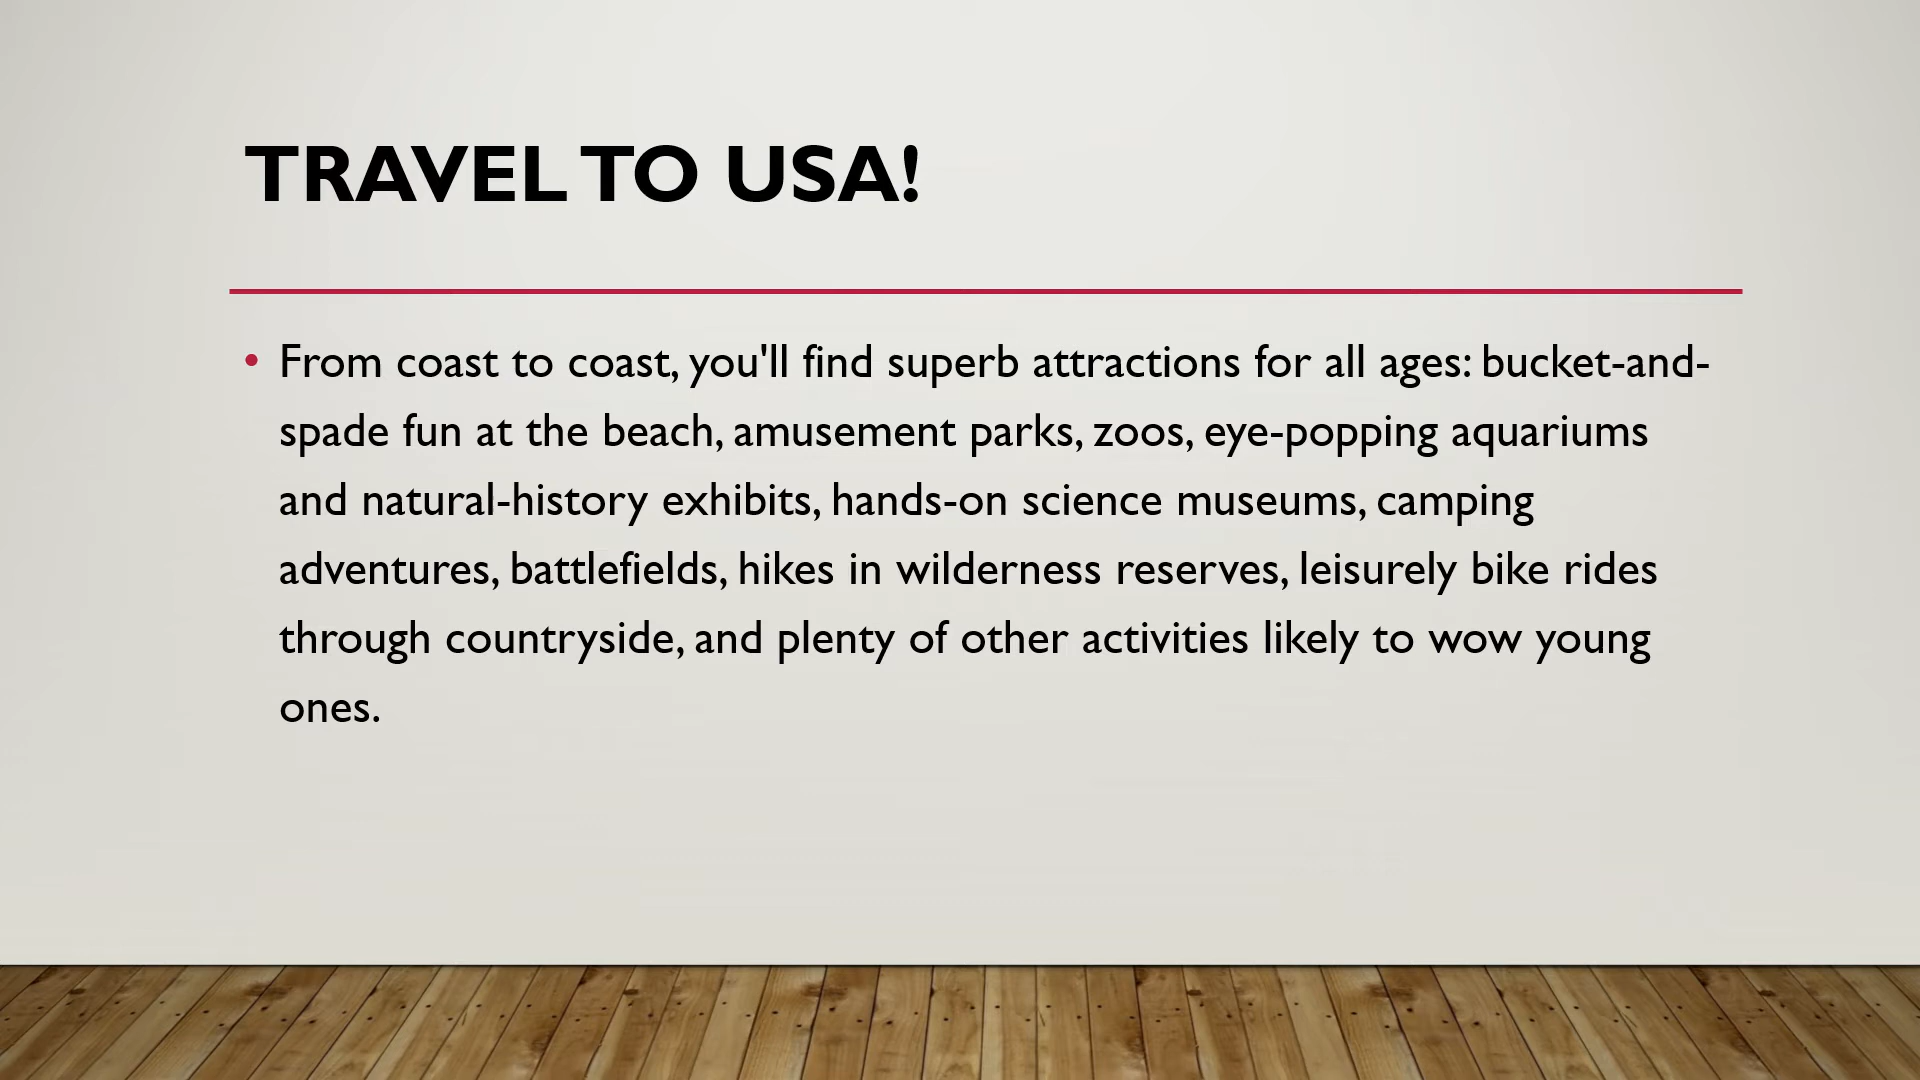 TRAVEL TO USA!
• From coast to coast, you'll find superb attractions for all ages: bucket-and-
spade fun at the beach, amusement parks, zoos, eye-popping aquariums
and natural-history exhibits, hands-on science museums, camping
adventures, battlefields, hikes in wilderness reserves, leisurely bike rides
through countryside, and plenty of other activities likely to wow young
ones.